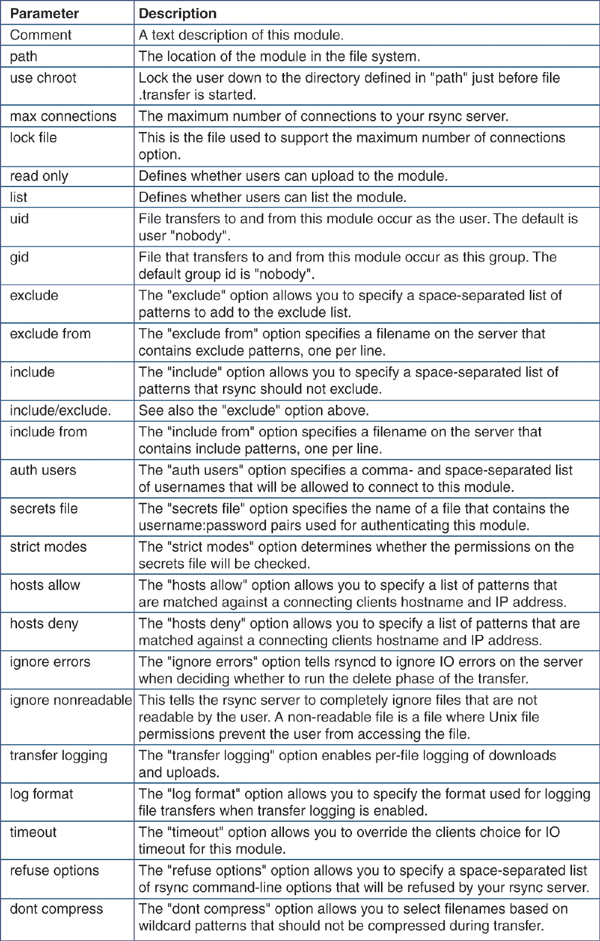 Parameter Description
Comment A text description of this module.
path The location of the module in the file system.
use chroot Lock the user down to the directory defined in "path" just before file
.transfer is started.
max connections The maximum number of connections to your rsync server.
lock file This is the file used to support the maximum number of connections
option.
read only Defines whether users can upload to the module.
list Defines whether users can list the module.
uid File transfers to and from this module occur as the user. The default is
user "nobody".
gid File that transfers to and from this module occur as this group. The
default group id is "nobody".
exclude The "exclude" option allows you to specify a space-separated list of
patterns to add to the exclude list.
exclude from The "exclude from" option specifies a filename on the server that
contains exclude patterns, one per line.
include The "include" option allows you to specify a space-separated list of
patterns that rsync should not exclude.
include/exclude. See also the "exclude" option above.
include from The "include from" option specifies a filename on the server that
contains include patterns, one per line.
auth users The "auth users" option specifies a comma- and space-separated list
of usernames that will be allowed to connect to this module.
secrets file The "secrets file" option specifies the name of a file that contains the
username:password pairs used for authenticating this module.
strict modes The "strict modes" option determines whether the permissions on the
secrets file will be checked.
hosts allow The "hosts allow" option allows you to specify a list of patterns that
are matched against a connecting clients hostname and IP address.
hosts deny The "hosts deny" option allows you to specify a list of patterns that are
matched against a connecting clients hostname and IP address.
ignore errors The "ignore errors" option tells rsyncd to ignore IO errors on the server
when deciding whether to run the delete phase of the transfer.
ignore nonreadable This tells the rsync server to completely ignore files that are not
readable by the user. A non-readable file is a file where Unix file
permissions prevent the user from accessing the file.
transfer logging The "transfer logging" option enables per-file logging of downloads
and uploads.
log format The "log format" option allows you to specify the format used for logging
file transfers when transfer logging is enabled.
timeout The "timeout" option allows you to override the clients choice for IO
timeout for this module.
refuse options The "refuse options" option allows you to specify a space-separated list
of rsync command-line options that will be refused by your rsync server.
dont compress The "dont compress" option allows you to select filenames based on
wildcard patterns that should not be compressed during transfer.